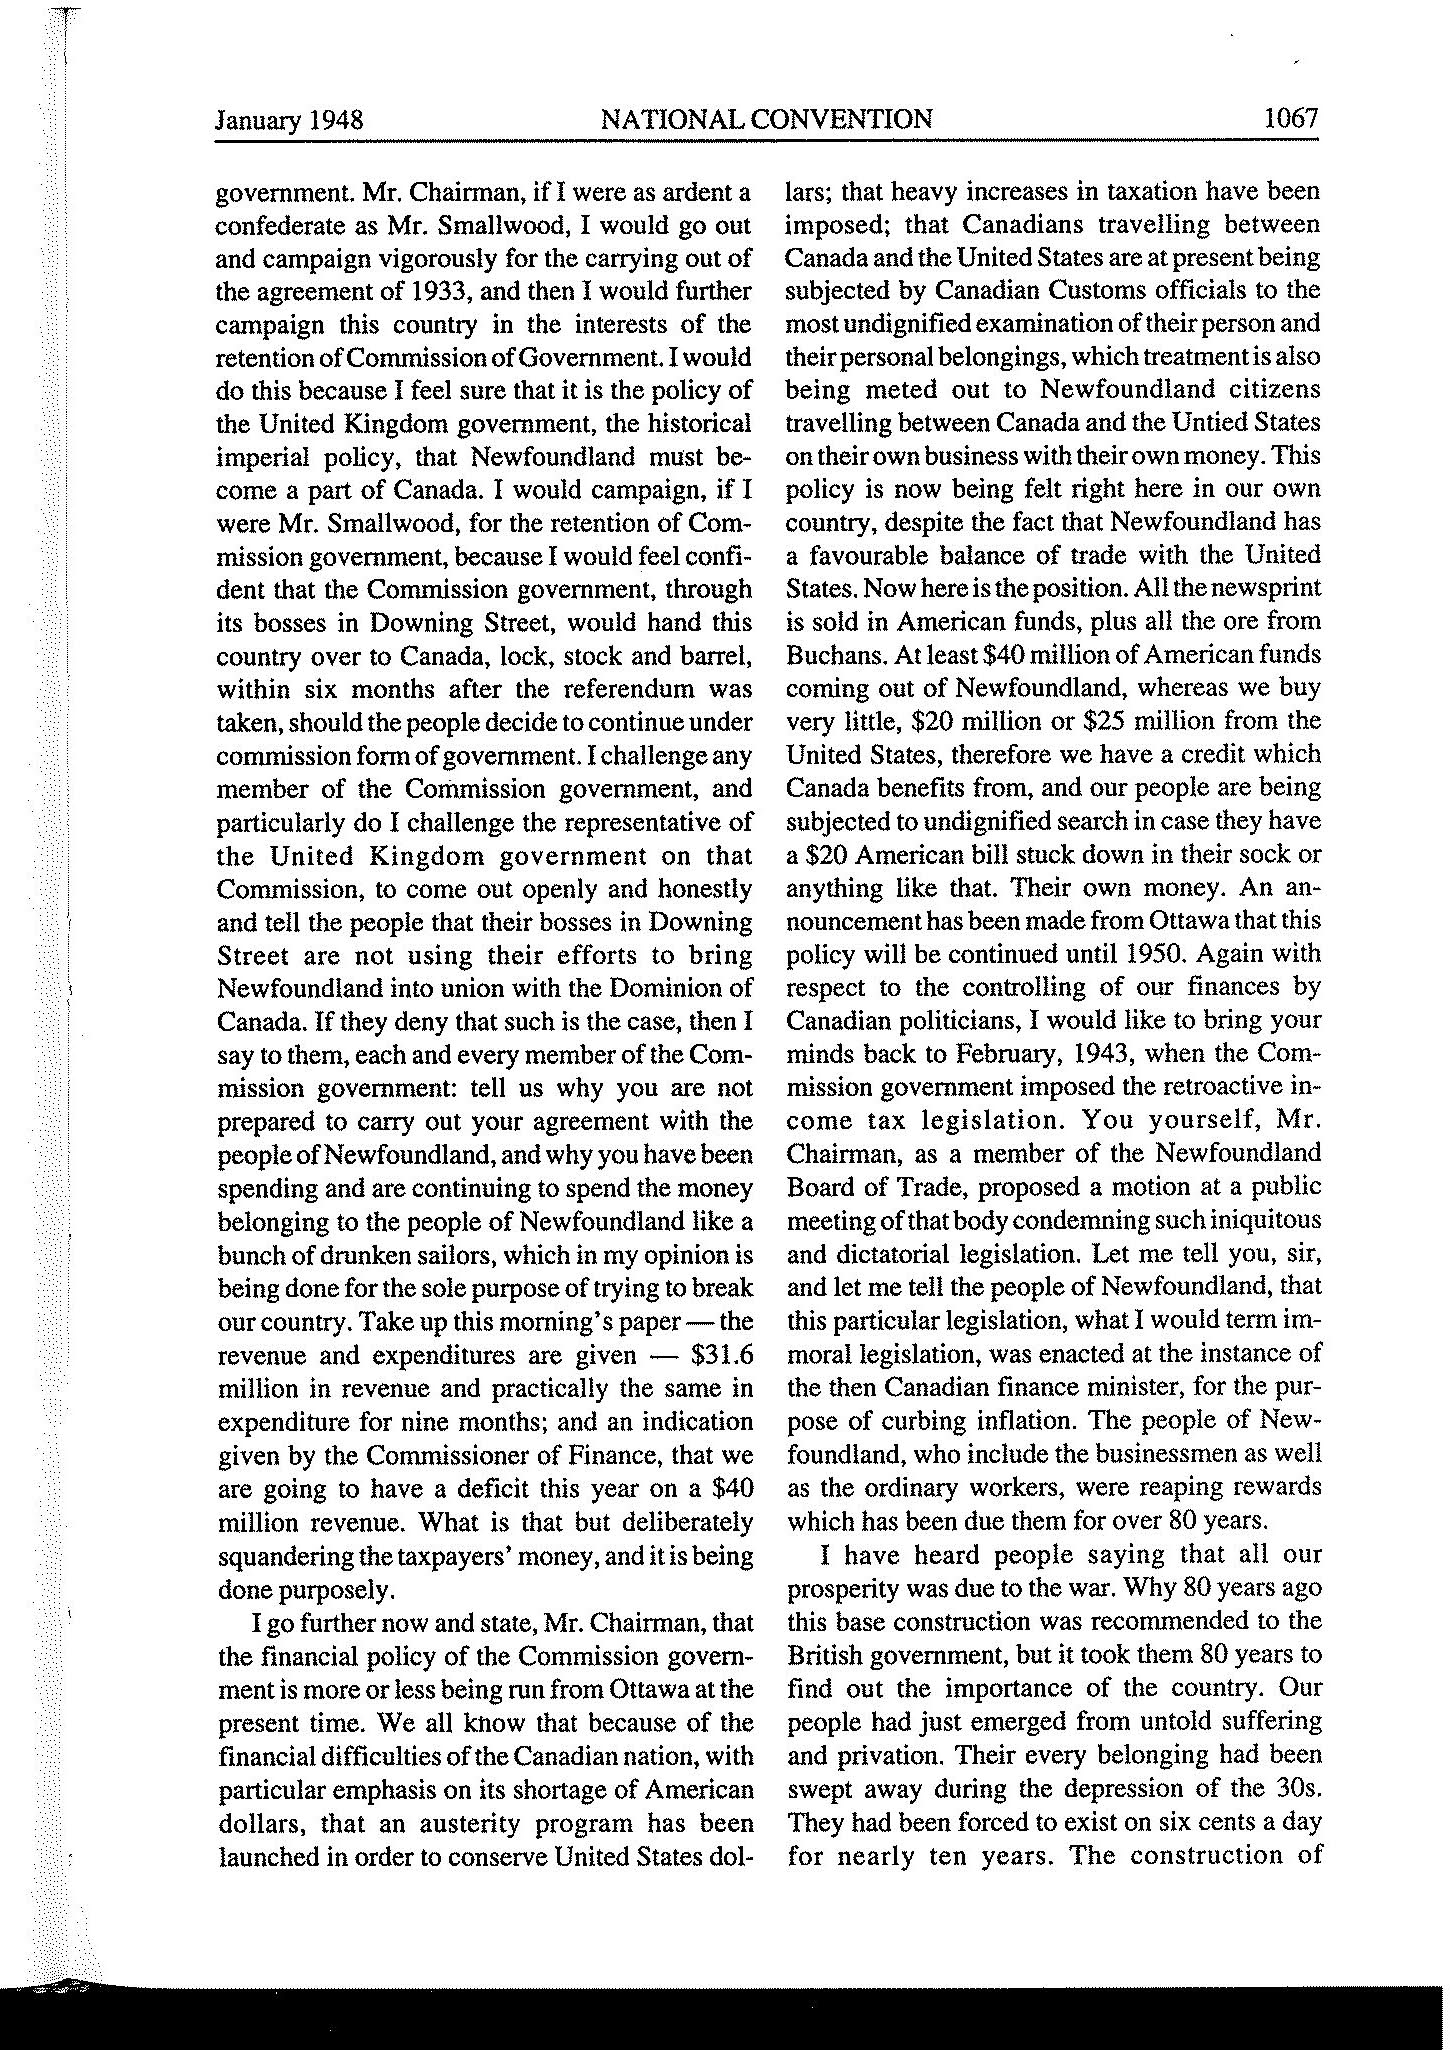 January 1948 NATIONAL CONVENTION 1067
government. Mr. Chairman, if I were as ardent a
confederate as Mr. Smallwood, I would go out
and campaign vigorously for the carrying out of
the agreement of 1933, and then I would further
campaign this country in the interests of the
retention of Commission of Government. I would
do this because I feel sure that it is the policy of
the United Kingdom government, the historical
imperial policy, that Newfoundland must be-
come a part of Canada. I would campaign, if I
were Mr. Smallwood, for the retention of Com-
mission government, because I would feel confi-
dent that the Commission government, through
its bosses in Downing Street, would hand this
country over to Canada, lock, stock and barrel,
within six months after the referendum was
taken, should the people decide to continue under
commission form of government. I challenge any
member of the Commission government, and
particularly do I challenge the representative of
the United Kingdom government on that
Commission, to come out openly and honestly
and tell the people that their bosses in Downing
Street are not using their efforts to bring
Newfoundland into union with the Dominion of
Canada. If they deny that such is the case, then I
say to them, each and every member of the Com-
mission government: tell us why you are not
prepared to carry out your agreement with the
people of Newfoundland, and why you have been
spending and are continuing to spend the money
belonging to the people of Newfoundland like a
bunch of drunken sailors, which in my opinion is
being done for the sole purpose of trying to break
our country. Take up this morning's paper — the
revenue and expenditures are given — $31.6
million in revenue and practically the same in
expenditure for nine months; and an indication
given by the Commissioner of Finance, that we
are going to have a deficit this year on a $40
million revenue. What is that but deliberately
squandering the taxpayers' money, and it is being
done purposely.
I go further now and state, Mr. Chairman, that
the financial policy of the Commission govern-
ment is more or less being run from Ottawa at the
present time. We all know that because of the
financial difficulties of the Canadian nation, with
particular emphasis on its shortage of American
dollars, that an austerity program has been
launched in order to conserve United States dol-
lars; that heavy increases in taxation have been
imposed; that Canadians travelling between
Canada and the United States are at present being
subjected by Canadian Customs officials to the
most undignified examination of their person and
their personal belongings, which treatment is also
being meted out to Newfoundland citizens
travelling between Canada and the Untied States
on their own business with their own money. This
policy is now being felt right here in our own
country, despite the fact that Newfoundland has
a favourable balance of trade with the United
States. Now here is the position. All the newsprint
is sold in American funds, plus all the ore from
Buchans. At least $40 million of American funds
coming out of Newfoundland, whereas we buy
very little, $20 million or $25 million from the
United States, therefore we have a credit which
Canada benefits from, and our people are being
subjected to undignified search in case they have
a $20 American bill stuck down in their sock or
anything like that. Their own money. An an-
nouncement has been made from Ottawa that this
policy will be continued until 1950. Again with
respect to the controlling of our finances by
Canadian politicians, I would like to bring your
minds back to February, 1943, when the Com-
mission government imposed the retroactive in-
come tax legislation. You yourself, Mr.
Chairman, as a member of the Newfoundland
Board of Trade, proposed a motion at a public
meeting of that body condemning such iniquitous
and dictatorial legislation. Let me tell you, sir,
and let me tell the people of Newfoundland, that
this particular legislation, what I would term im-
moral legislation, was enacted at the instance of
the then Canadian finance minister, for the pur-
pose of curbing inflation. The people of New-
foundland, who include the businessmen as well
as the ordinary workers, were reaping rewards
which has been due them for over 80 years.
I have heard people saying that all our
prosperity was due to the war. Why 80 years ago
this base construction was recommended to the
British government, but it took them 80 years to
find out the importance of the country. Our
people had just emerged from untold suffering
and privation. Their every belonging had been
swept away during the depression of the 30s.
They had been forced to exist on six cents a day
for nearly ten years. The construction of